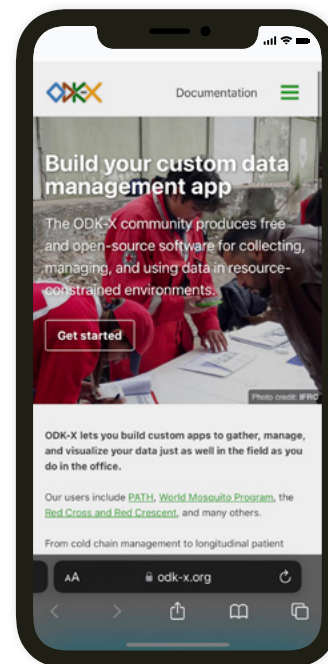 ODK-X
Documentation
Build your custom data
management app
The ODK-X community produces free
and open-source software for collecting,
managing, and using data in resource-
constrained environments.
Get started
Photo credit: IFRC
ODK-X lets you build custom apps to gather, manage,
and visualize your data just as well in the field as you
do in the office.
Our users include PATH, World Mosquito Program, the
Red Cross and Red Crescent, and many others.
From cold chain management to longitudinal patient
AA
odk-x.org